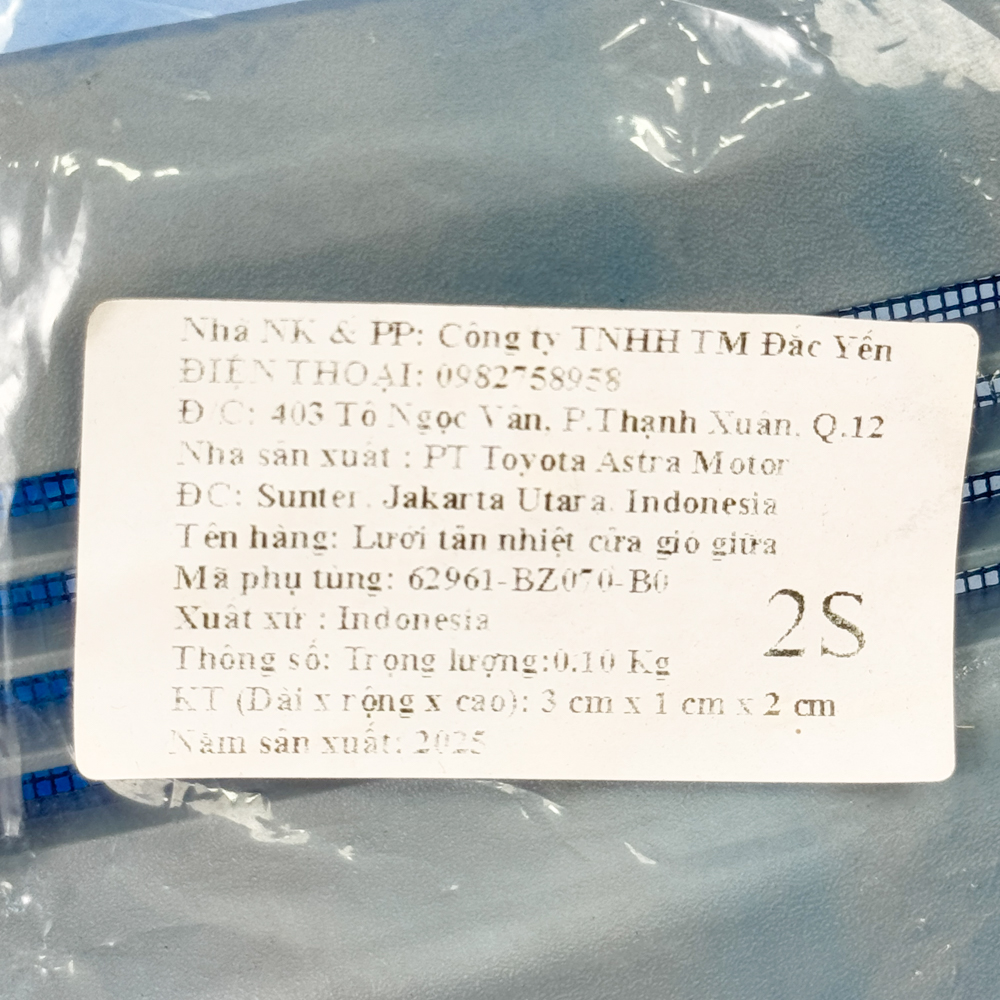 Nhà NK & PP: Công ty TNHH TM Đắc Yến
ĐIỆN THOẠI: 0982758958
Đ/C: 403 Tô Ngọc Vân, P.Thạnh Xuân, Q.12
Nhà sản xuất : PT Toyota Astra Motor
ĐC: Sunter, Jakarta Utara, Indonesia
Tên hàng: Lưới tản nhiệt cửa gió giữa
Mã phụ tùng: 62961-BZ070-B0
Xuất xứ : Indonesia
2S
Thông số: Trọng lượng:0.10 Kg
KT (Dài x rộng x cao): 3 cm x 1 cm x 2 cm
Năm sản xuất: 2025